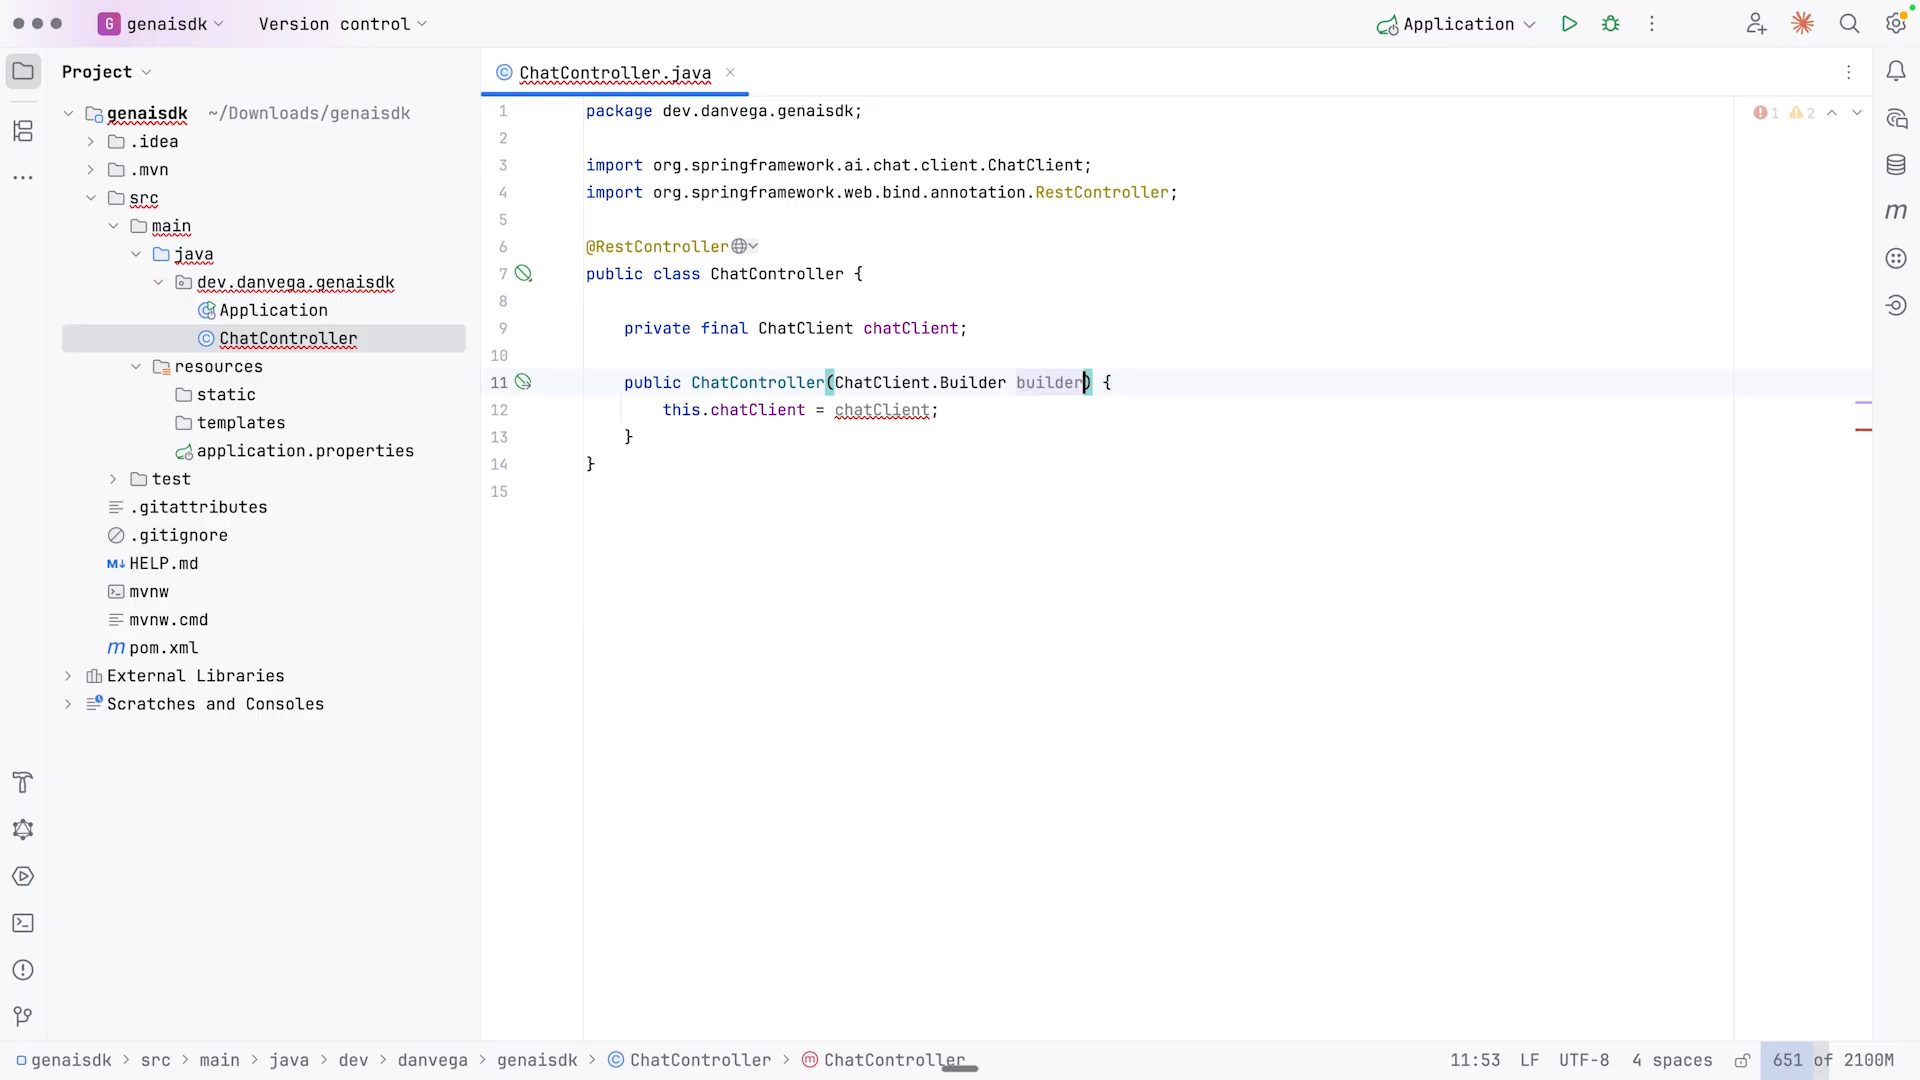 G genaisdk Version control Application
Project
ChatController.java
genaisdk ~/Downloads/genaisdk
.idea
.mvn
src
main
java
dev.danvega.genaisdk
Application
ChatController
resources
static
templates
application.properties
test
.gitattributes
.gitignore
M↓ HELP.md
mvnw
mvnw.cmd
m pom.xml
External Libraries
Scratches and Consoles
1 package dev.danvega.genaisdk;
2
3 import org.springframework.ai.chat.client.ChatClient;
4 import org.springframework.web.bind.annotation.RestController;
5
6 @RestController
7 public class ChatController {
8
9 private final ChatClient chatClient;
10
11 public ChatController(ChatClient.Builder builder) {
12 this.chatClient = chatClient;
13 }
14 }
15
1 2
m
genaisdk > src > main > java > dev > danvega > genaisdk > C ChatController > m ChatController
11:53 LF UTF-8 4 spaces 651 of 2100M